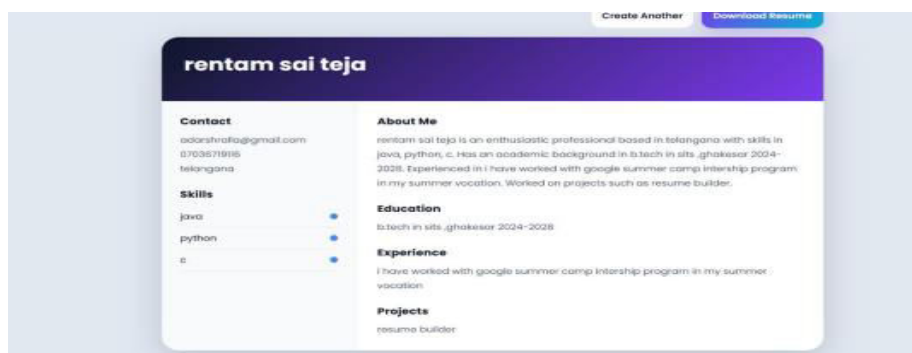 Create Another
Download Resume
rentam sai teja
Contact
telangana
Skills
java
python
c
About Me
rentam sai teja is an enthusiastic professional based in telangana with skills in
java, python, c. Has an academic background in b.tech in sits ,ghakesar 2024-
2028. Experienced in i have worked with google summer camp intership program
in my summer vocation. Worked on projects such as resume builder.
Education
b.tech in sits ,ghakesar 2024-2028
Experience
i have worked with google summer camp intership program in my summer
vocation
Projects
resume builder